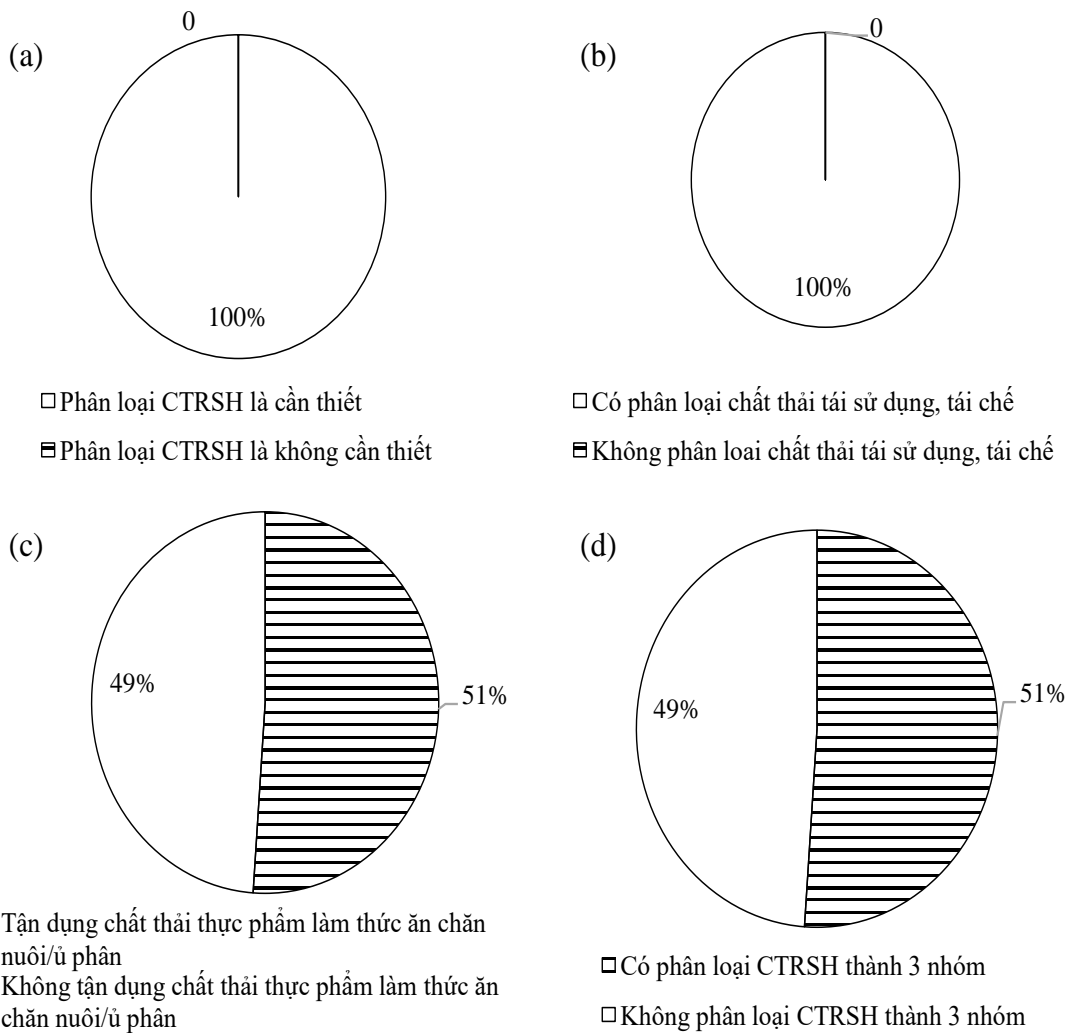 (a)
0
100%
Phân loại CTRSH là cần thiết
Phân loại CTRSH là không cần thiết
(b)
0
100%
Có phân loại chất thải tái sử dụng, tái chế
Không phân loai chất thải tái sử dụng, tái chế
(c)
49%
51%
Tận dụng chất thải thực phẩm làm thức ăn chăn
nuôi/ủ phân
Không tận dụng chất thải thực phẩm làm thức ăn
chăn nuôi/ủ phân
(d)
49%
51%
Có phân loại CTRSH thành 3 nhóm
Không phân loại CTRSH thành 3 nhóm